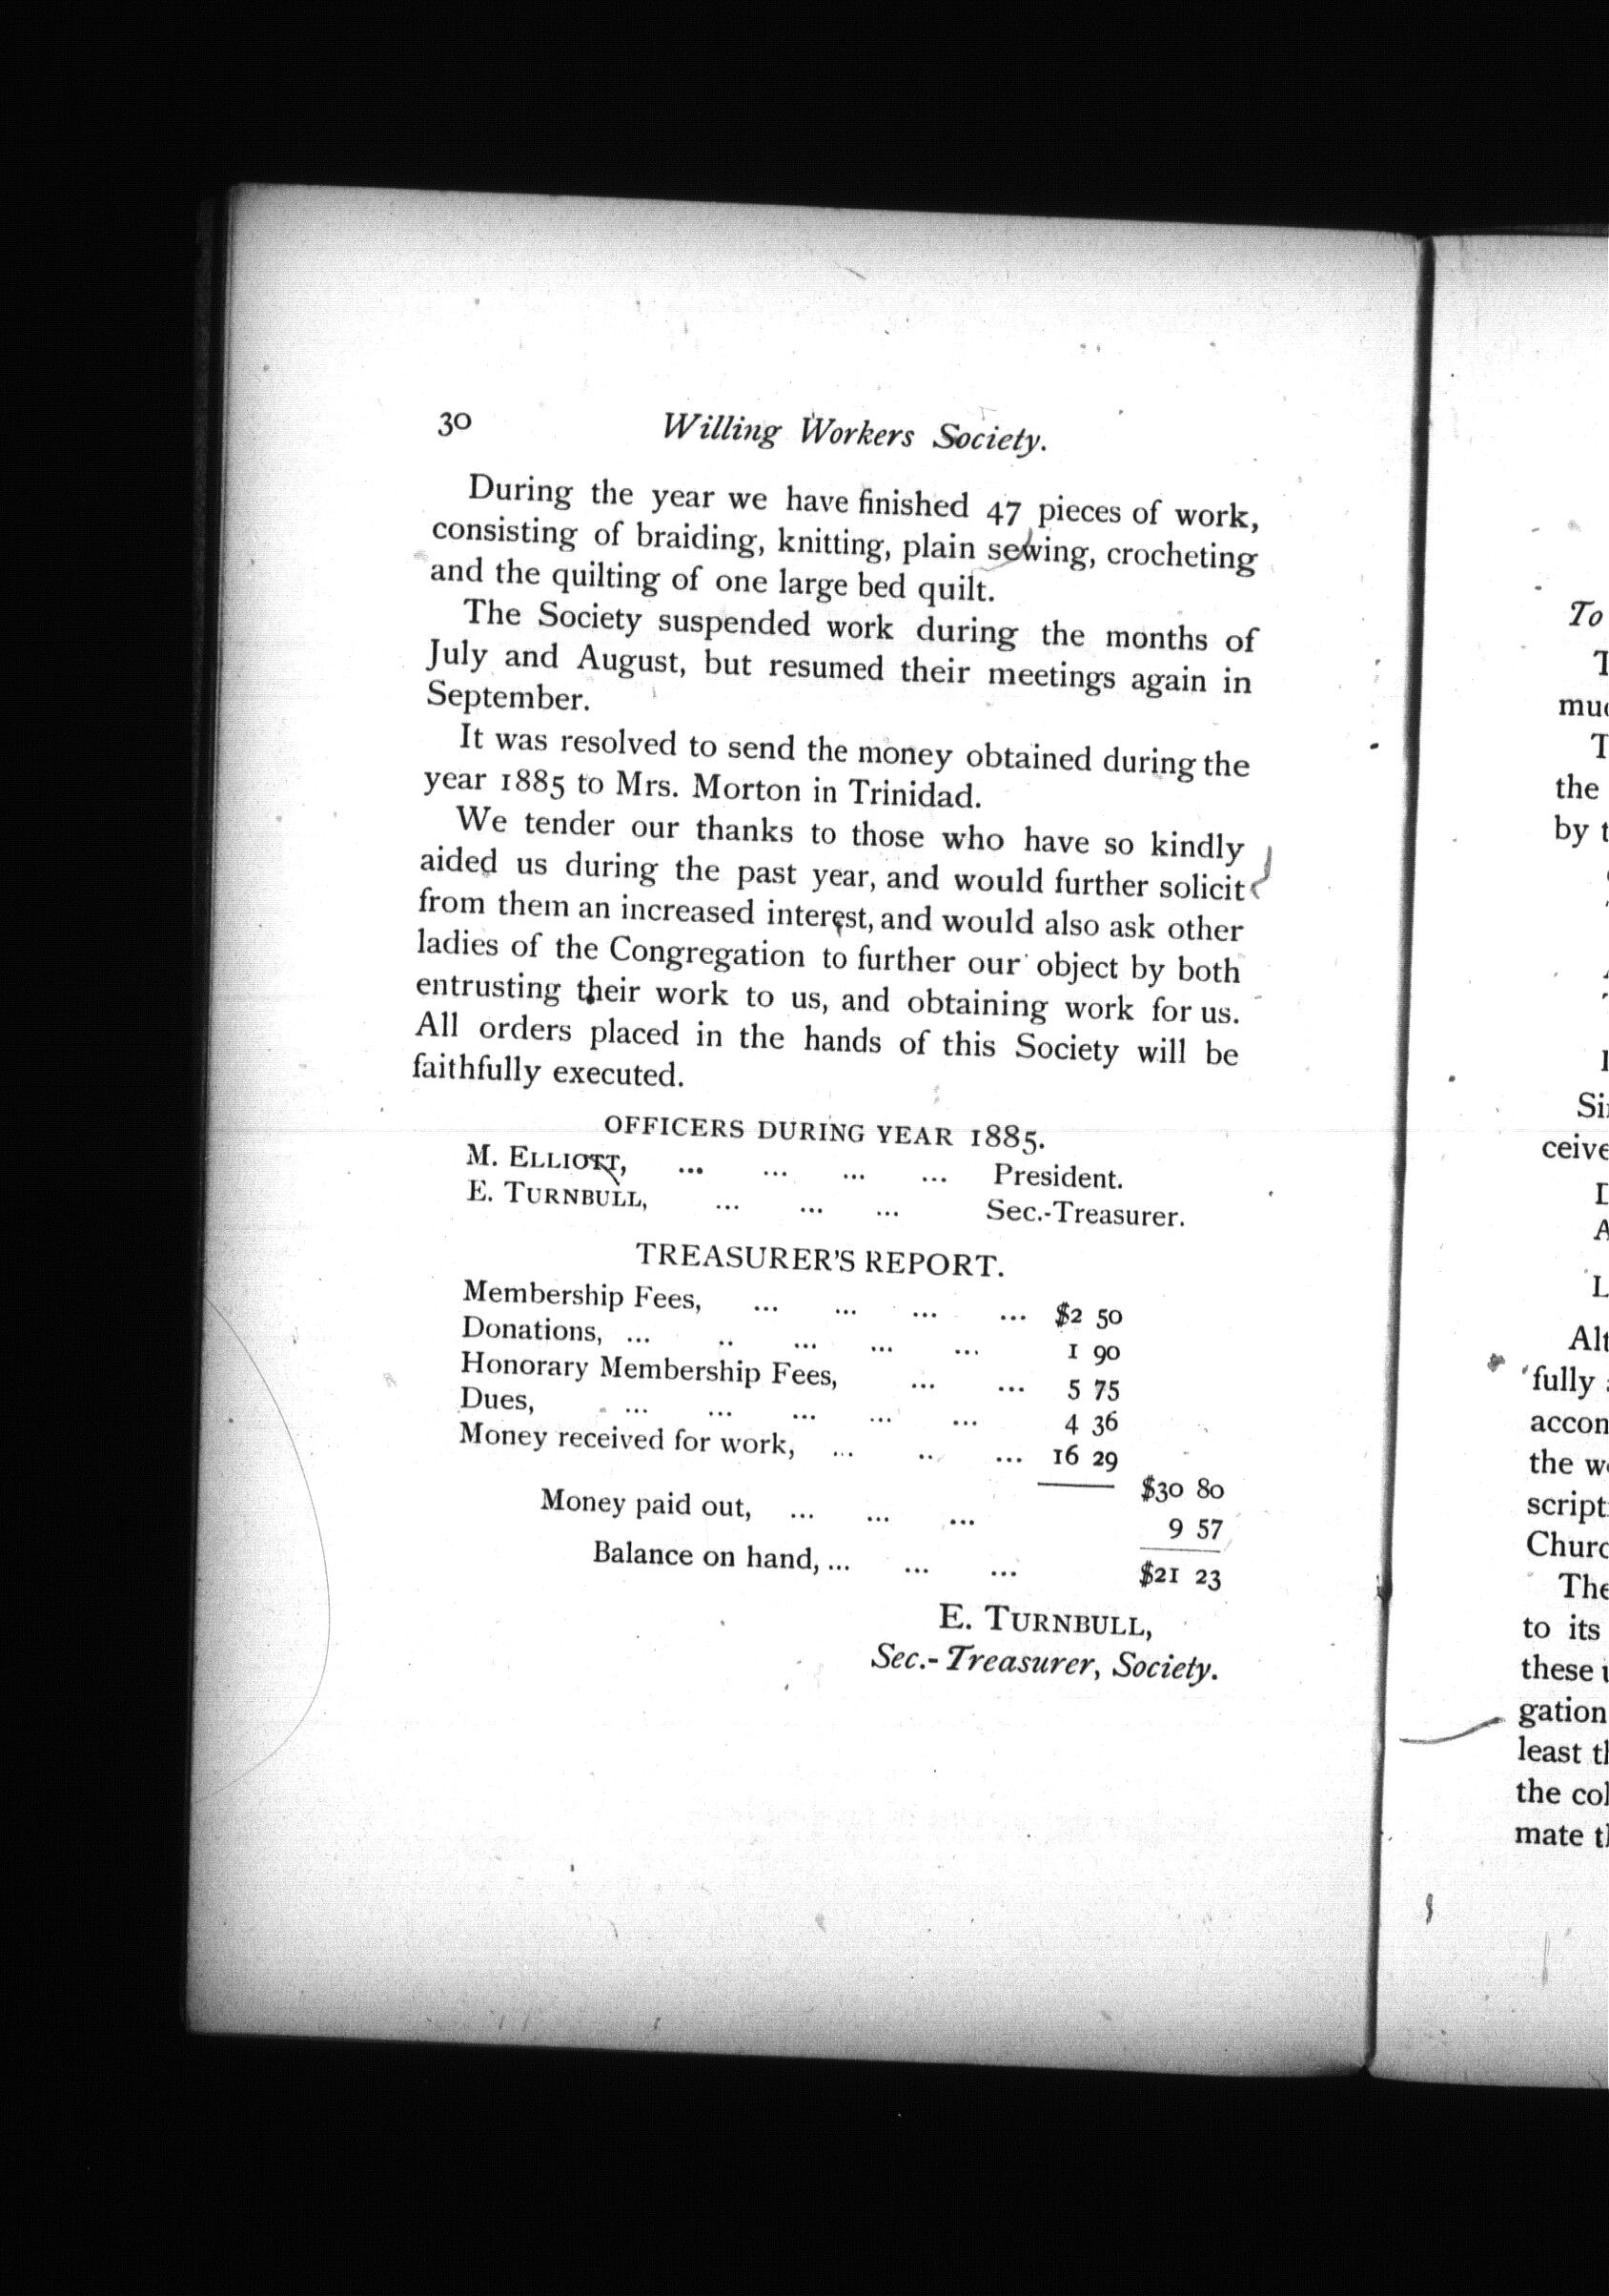 30 Willing Workers Society.
During the year we have finished 47 pieces of work,
consisting of braiding, knitting, plain sewing, crocheting
and the quilting of one large bed quilt.
The Society suspended work during the months of
July and August, but resumed their meetings again in
September.
It was resolved to send the money obtained during the
year 1885 to Mrs. Morton in Trinidad.
We tender our thanks to those who have so kindly
aided us during the past year, and would further solicit
from them an increased interest, and would also ask other
ladies of the Congregation to further our object by both
entrusting their work to us, and obtaining work for us.
All orders placed in the hands of this Society will be
faithfully executed.
OFFICERS DURING YEAR 1885.
M. ELLIOTT, ... ... ... ... President.
E. TURNBULL, ... ... ... Sec.-Treasurer.
TREASURER'S REPORT.
Membership Fees, ... ... ... ... $2 50
Donations, ... .. ... ... ... 1 90
Honorary Membership Fees, ... ... 5 75
Dues, ... ... ... ... ... 4 36
Money received for work, ... .. ... 16 29
$30 80
Money paid out, ... ... ... 9 57
Balance on hand, ... ... ... $21 23
E. TURNBULL,
Sec.-Treasurer, Society.
To
T
T
the
by t
Si
ceive
D
A
L
Alt
fully
accom
the w
script
Churc
The
to its
these
gation
least th
the col
mate th